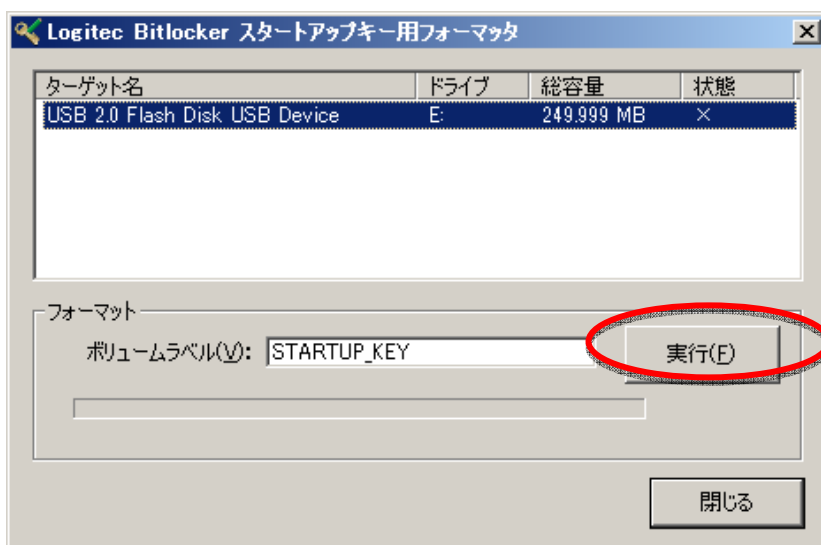 Logitec Bitlocker スタートアップキー用フォーマッタ
ターゲット名 ドライブ 総容量 状態
USB 2.0 Flash Disk USB Device E: 249.999 MB ×
フォーマット
ボリュームラベル(V): STARTUP_KEY 実行(F)
閉じる